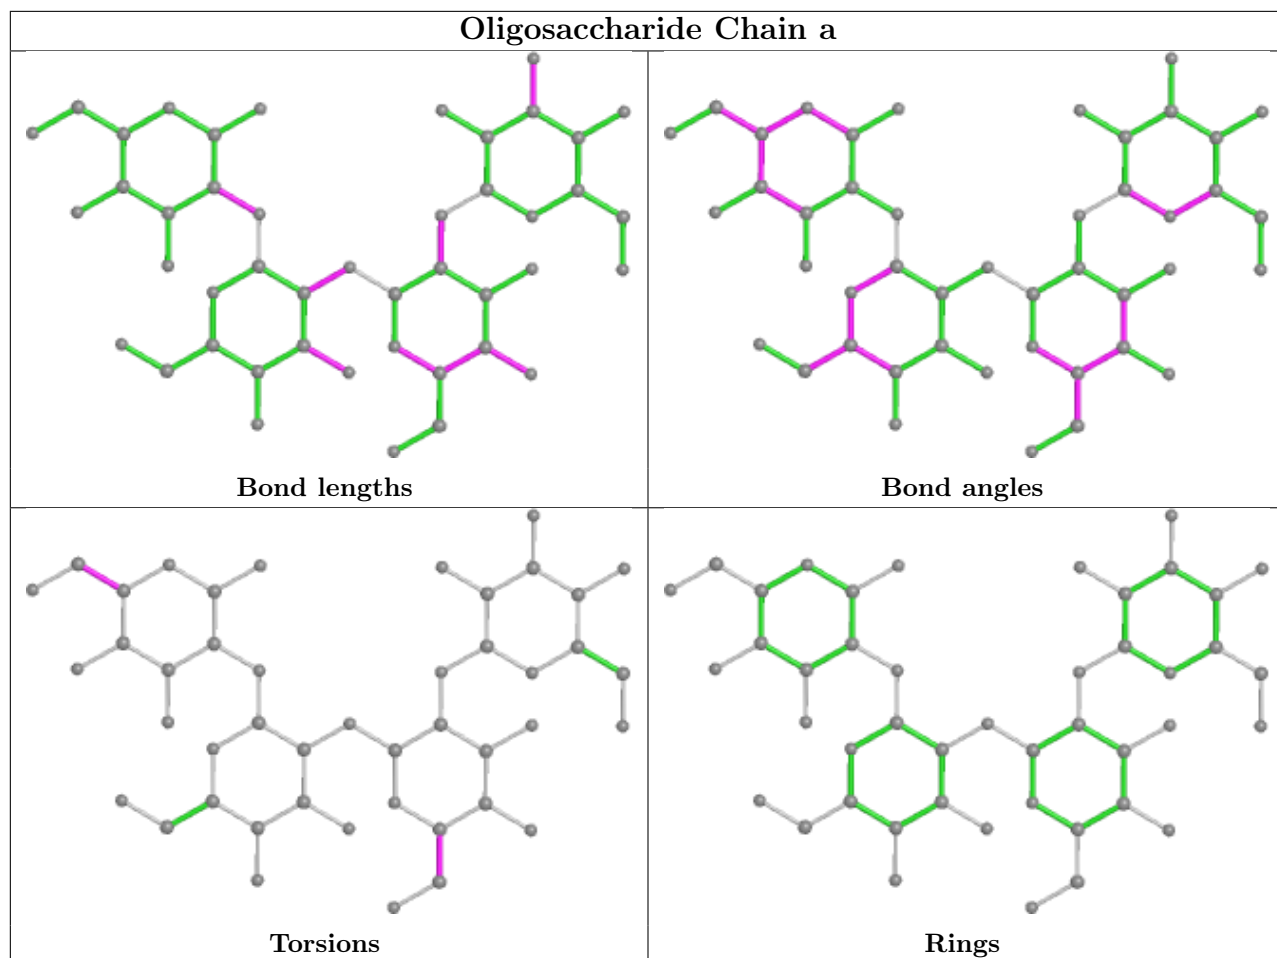 Oligosaccharide Chain a
Bond lengths
Bond angles
Torsions
Rings